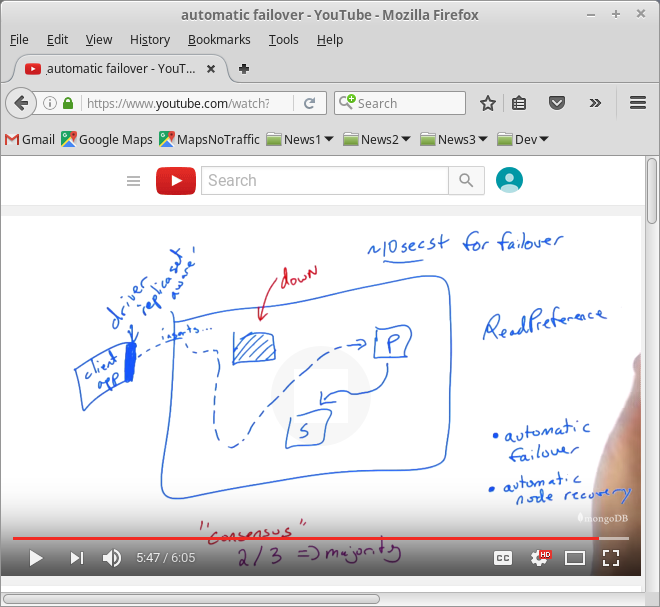 automatic failover - YouTube - Mozilla Firefox
File Edit View History Bookmarks Tools Help
automatic failover - YouT...
https://www.youtube.com/watch?
Search
Gmail Google Maps MapsNoTraffic News1 News2 News3 Dev
Search
~10secst for failover
driver
replicaset
aware
down
inserts...
client
app
P
S
ReadPreference
• automatic
failover
• automatic
node recovery
mongoDB
"Consensus"
2/3 => majority
5:47 / 6:05
CC
HD